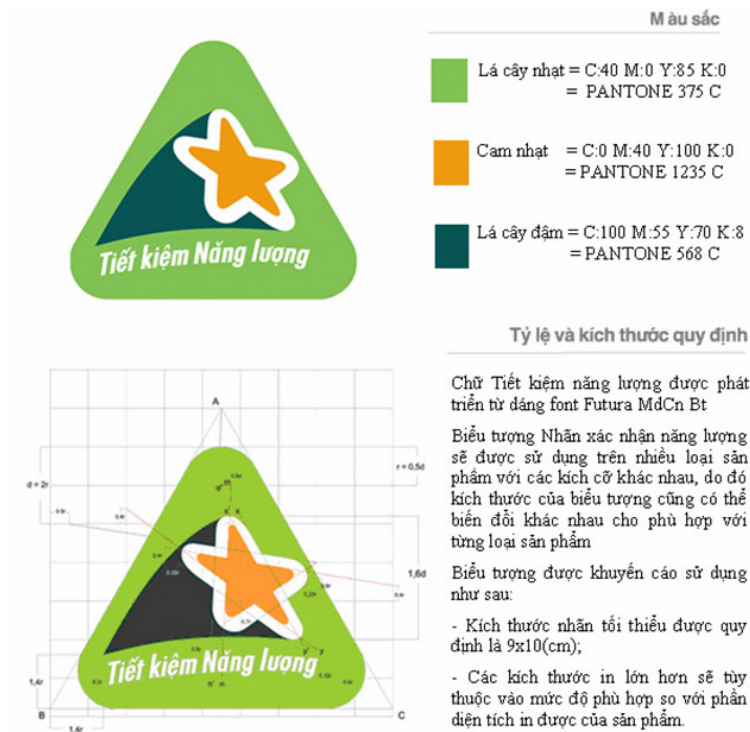 Màu sắc
Lá cây nhạt = C:40 M:0 Y:85 K:0
= PANTONE 375 C
Cam nhạt = C:0 M:40 Y:100 K:0
= PANTONE 1235 C
Lá cây đậm = C:100 M:55 Y:70 K:8
= PANTONE 568 C
Tiết kiệm Năng lượng
Tỷ lệ và kích thước quy định
Chữ Tiết kiệm năng lượng được phát
triển từ dáng font Futura MdCn Bt
Biểu tượng Nhãn xác nhận năng lượng
sẽ được sử dụng trên nhiều loại sản
phẩm với các kích cỡ khác nhau, do đó
kích thước của biểu tượng cũng có thể
biến đổi khác nhau cho phù hợp với
từng loại sản phẩm
Biểu tượng được khuyến cáo sử dụng
như sau:
- Kích thước nhãn tối thiểu được quy
định là 9x10(cm);
- Các kích thước in lớn hơn sẽ tùy
thuộc vào mức độ phù hợp so với phần
diện tích in được của sản phẩm.
A
r = 0,5d
d = 2r
x x
1,6d
y y
Tiết kiệm Năng lượng
1,4r
B
C
1,4r